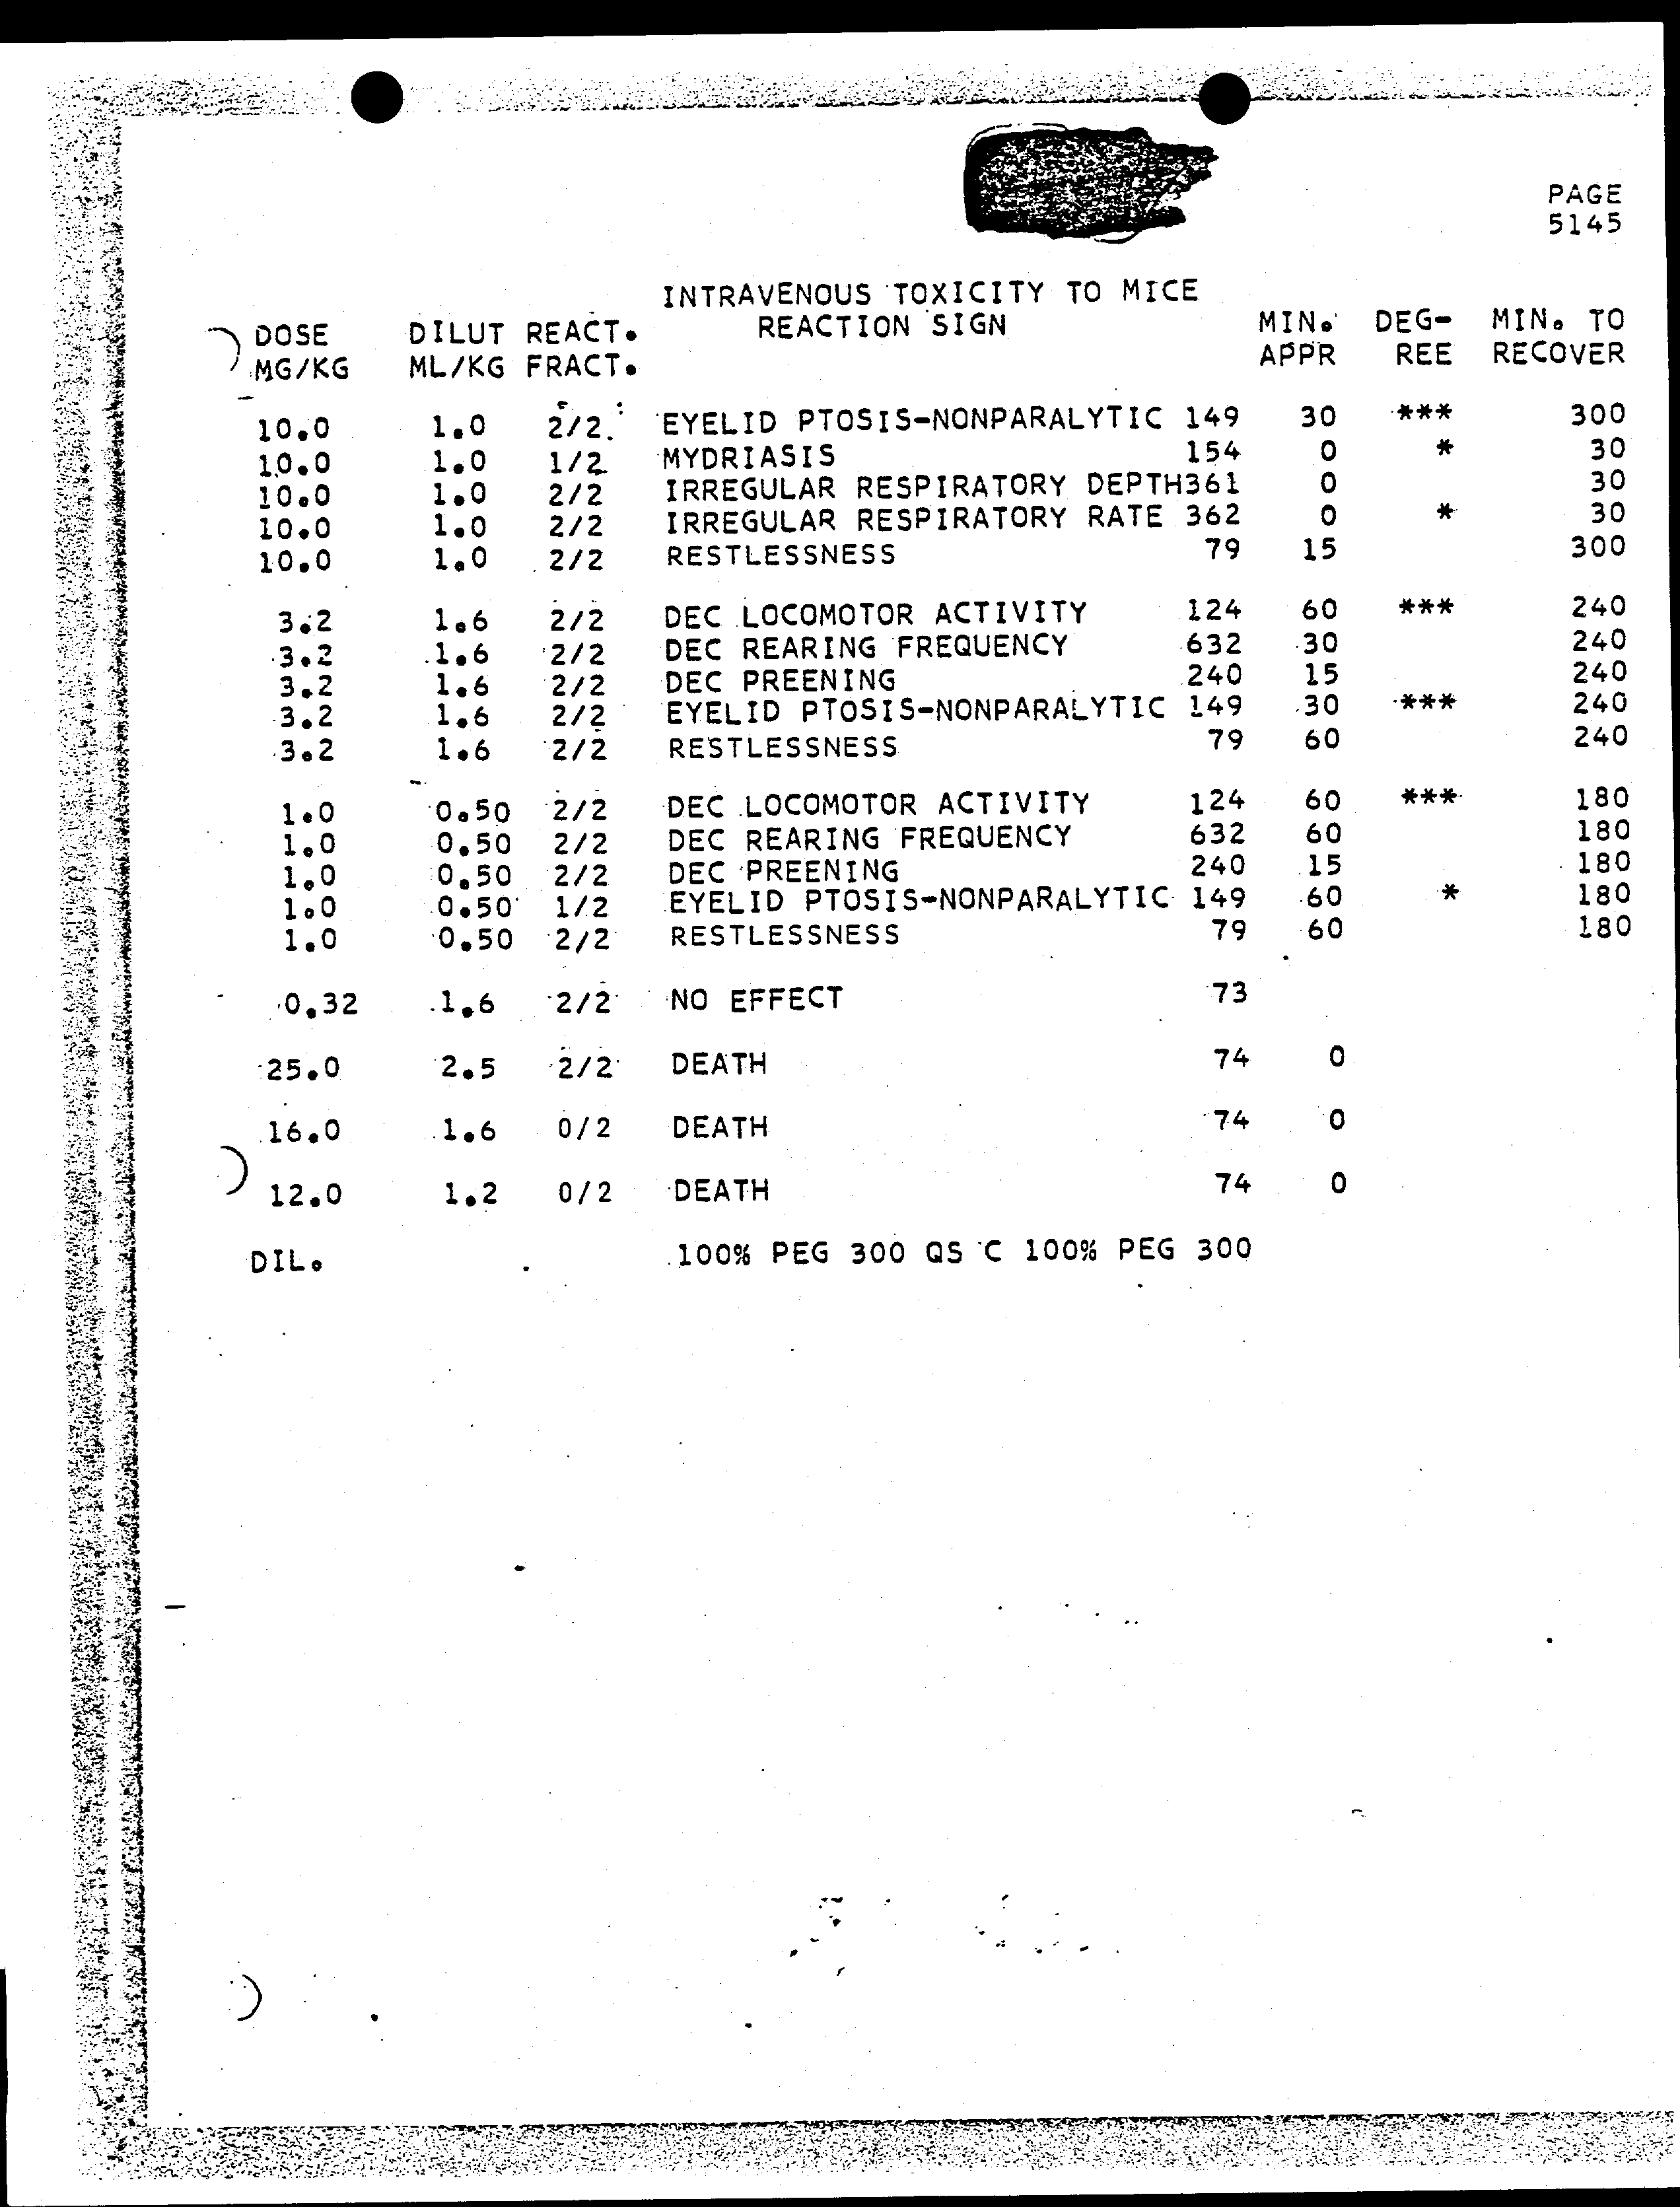 PAGE
5145
INTRAVENOUS TOXICITY TO MICE
DOSE DILUT REACT. REACTION SIGN MIN. DEG- MIN. TO
MG/KG ML/KG FRACT. APPR REE RECOVER
10.0 1.0 2/2 EYELID PTOSIS-NONPARALYTIC 149 30 *** 300
10.0 1.0 1/2 MYDRIASIS 154 0 * 30
10.0 1.0 2/2 IRREGULAR RESPIRATORY DEPTH361 0 30
10.0 1.0 2/2 IRREGULAR RESPIRATORY RATE 362 0 * 30
10.0 1.0 2/2 RESTLESSNESS 79 15 300
3.2 1.6 2/2 DEC LOCOMOTOR ACTIVITY 124 60 *** 240
3.2 1.6 2/2 DEC REARING FREQUENCY 632 30 240
3.2 1.6 2/2 DEC PREENING 240 15 240
3.2 1.6 2/2 EYELID PTOSIS-NONPARALYTIC 149 30 *** 240
3.2 1.6 2/2 RESTLESSNESS 79 60 240
1.0 0.50 2/2 DEC LOCOMOTOR ACTIVITY 124 60 *** 180
1.0 0.50 2/2 DEC REARING FREQUENCY 632 60 180
1.0 0.50 2/2 DEC PREENING 240 15 180
1.0 0.50 1/2 EYELID PTOSIS-NONPARALYTIC 149 60 * 180
1.0 0.50 2/2 RESTLESSNESS 79 60 180
0.32 1.6 2/2 NO EFFECT 73
25.0 2.5 2/2 DEATH 74 0
16.0 1.6 0/2 DEATH 74 0
12.0 1.2 0/2 DEATH 74 0
DIL. 100% PEG 300 QS C 100% PEG 300